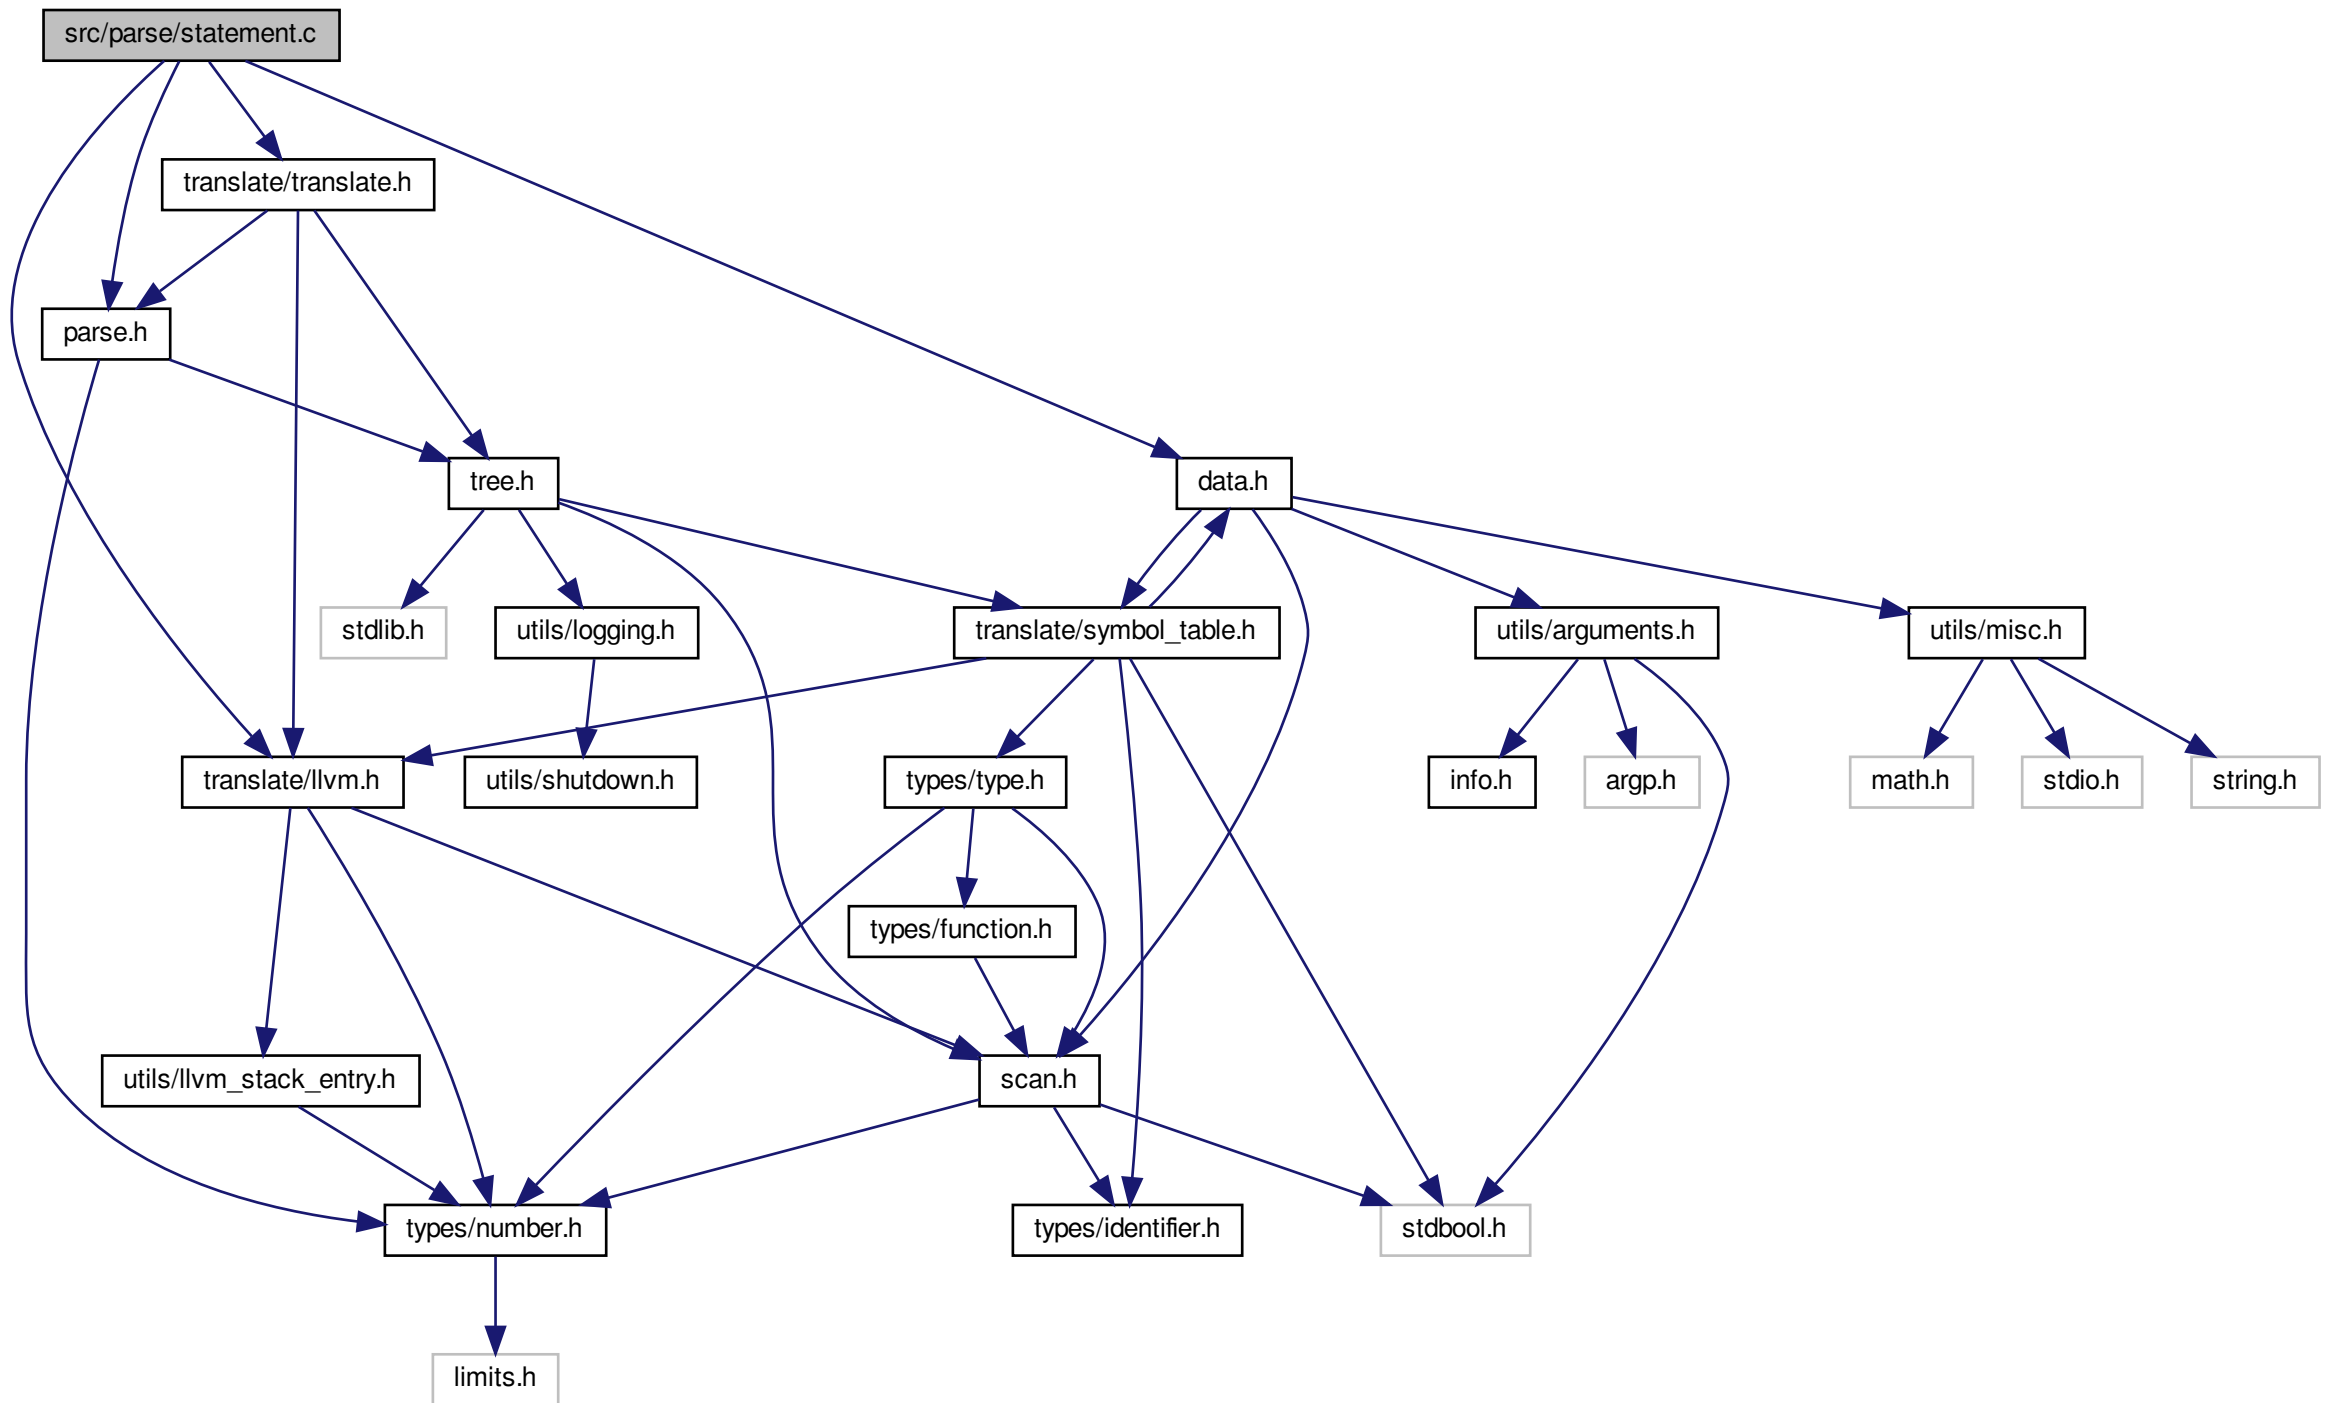 src/parse/statement.c
translate/translate.h
parse.h
tree.h
data.h
stdlib.h
utils/logging.h
translate/symbol_table.h
utils/arguments.h
utils/misc.h
translate/llvm.h
utils/shutdown.h
types/type.h
info.h
argp.h
math.h
stdio.h
string.h
types/function.h
utils/llvm_stack_entry.h
scan.h
types/number.h
types/identifier.h
stdbool.h
limits.h